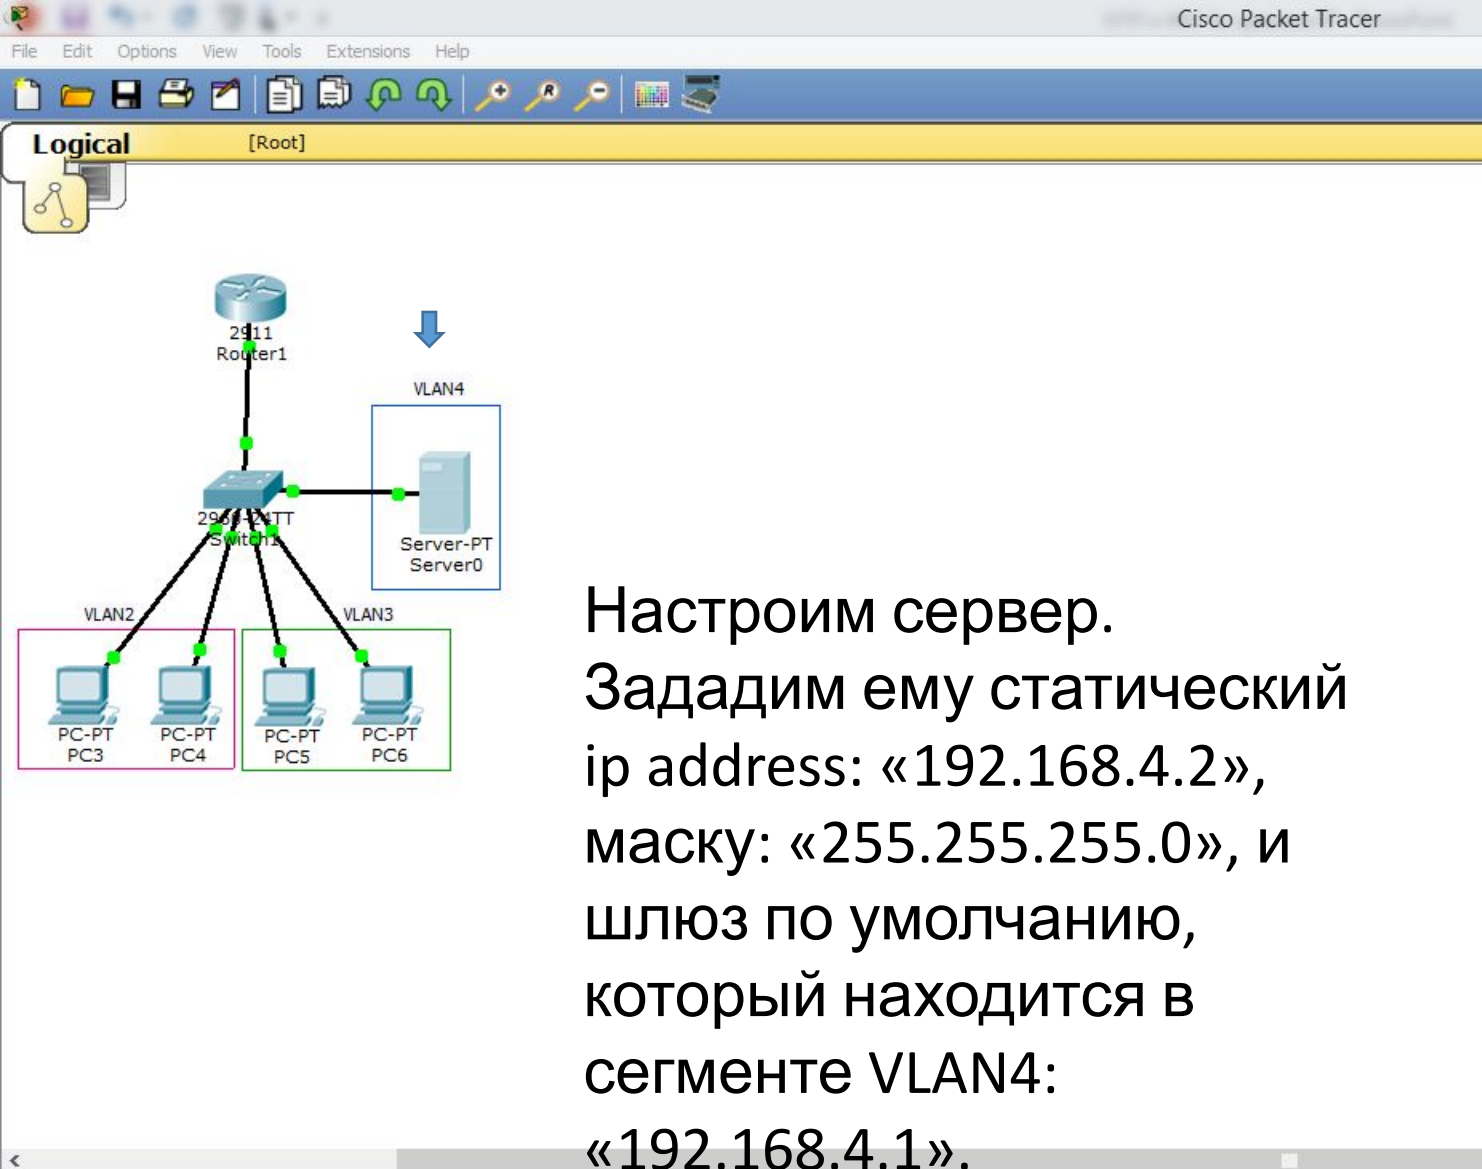 Cisco Packet Tracer
File Edit Options View Tools Extensions Help
Logical [Root]
2911
Router1
VLAN4
2960-24TT
Switch1
Server-PT
Server0
VLAN2 VLAN3
PC-PT PC-PT PC-PT PC-PT
PC3 PC4 PC5 PC6
Настроим сервер.
Зададим ему статический
ip address: «192.168.4.2»,
маску: «255.255.255.0», и
шлюз по умолчанию,
который находится в
сегменте VLAN4:
«192.168.4.1».